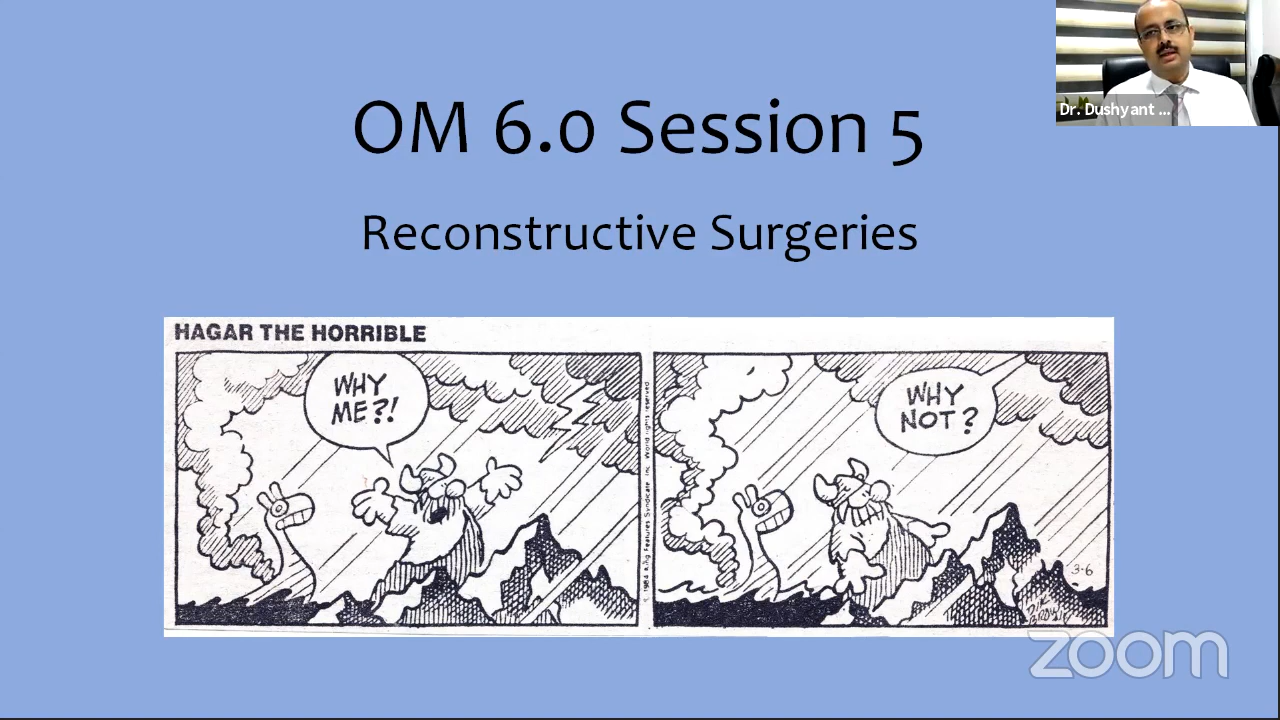 OM 6.0 Session 5
Dr. Dushyant ...
Reconstructive Surgeries
HAGAR THE HORRIBLE
WHY
ME?!
WHY
NOT?
3-6
zoom